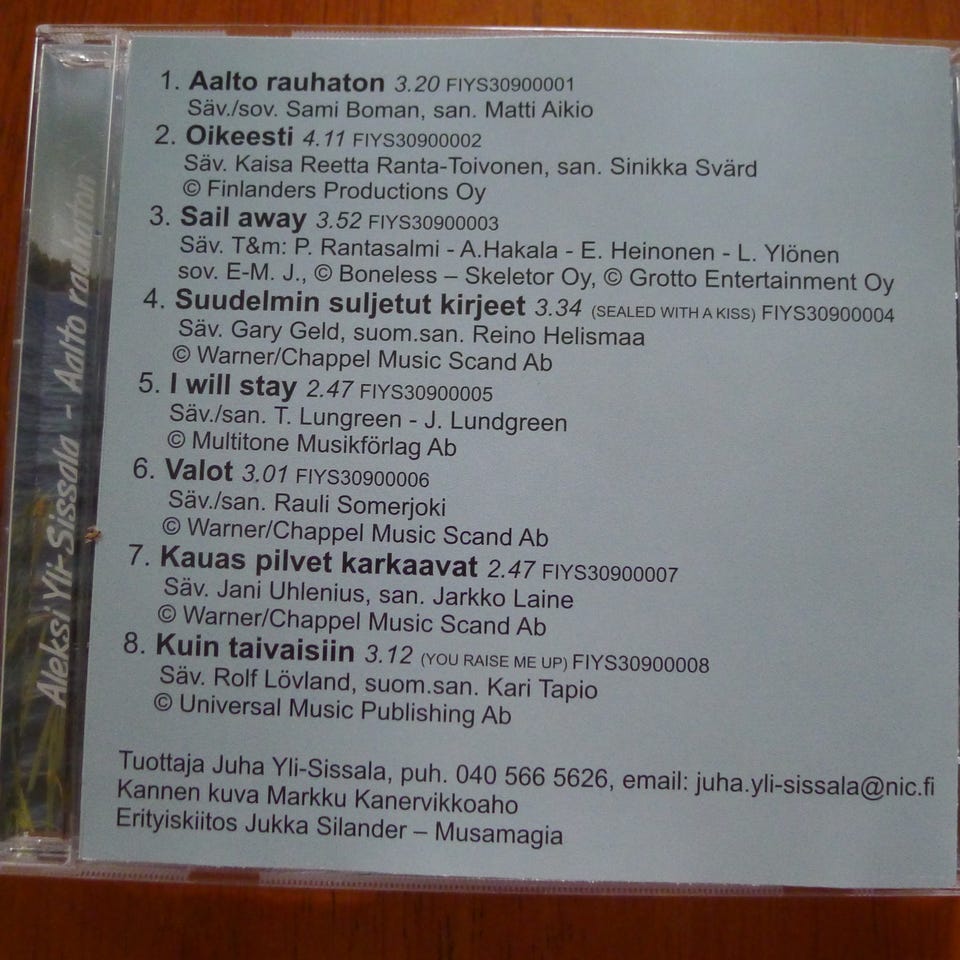 Aleksi Yli-Sissala - Aalto rauhaton
1. Aalto rauhaton 3.20 FIYS30900001
Säv./sov. Sami Boman, san. Matti Aikio
2. Oikeesti 4.11 FIYS30900002
Säv. Kaisa Reetta Ranta-Toivonen, san. Sinikka Svärd
© Finlanders Productions Oy
3. Sail away 3.52 FIYS30900003
Säv. T&m: P. Rantasalmi - A.Hakala - E. Heinonen - L. Ylönen
sov. E-M. J., © Boneless – Skeletor Oy, © Grotto Entertainment Oy
4. Suudelmin suljetut kirjeet 3.34 (SEALED WITH A KISS) FIYS30900004
Säv. Gary Geld, suom.san. Reino Helismaa
© Warner/Chappel Music Scand Ab
5. I will stay 2.47 FIYS30900005
Säv./san. T. Lungreen - J. Lundgreen
© Multitone Musikförlag Ab
6. Valot 3.01 FIYS30900006
Säv./san. Rauli Somerjoki
© Warner/Chappel Music Scand Ab
7. Kauas pilvet karkaavat 2.47 FIYS30900007
Säv. Jani Uhlenius, san. Jarkko Laine
© Warner/Chappel Music Scand Ab
8. Kuin taivaisiin 3.12 (YOU RAISE ME UP) FIYS30900008
Säv. Rolf Lövland, suom.san. Kari Tapio
© Universal Music Publishing Ab
Tuottaja Juha Yli-Sissala, puh. 040 566 5626, email: juha.yli-sissala@nic.fi
Kannen kuva Markku Kanervikkoaho
Erityiskiitos Jukka Silander – Musamagia